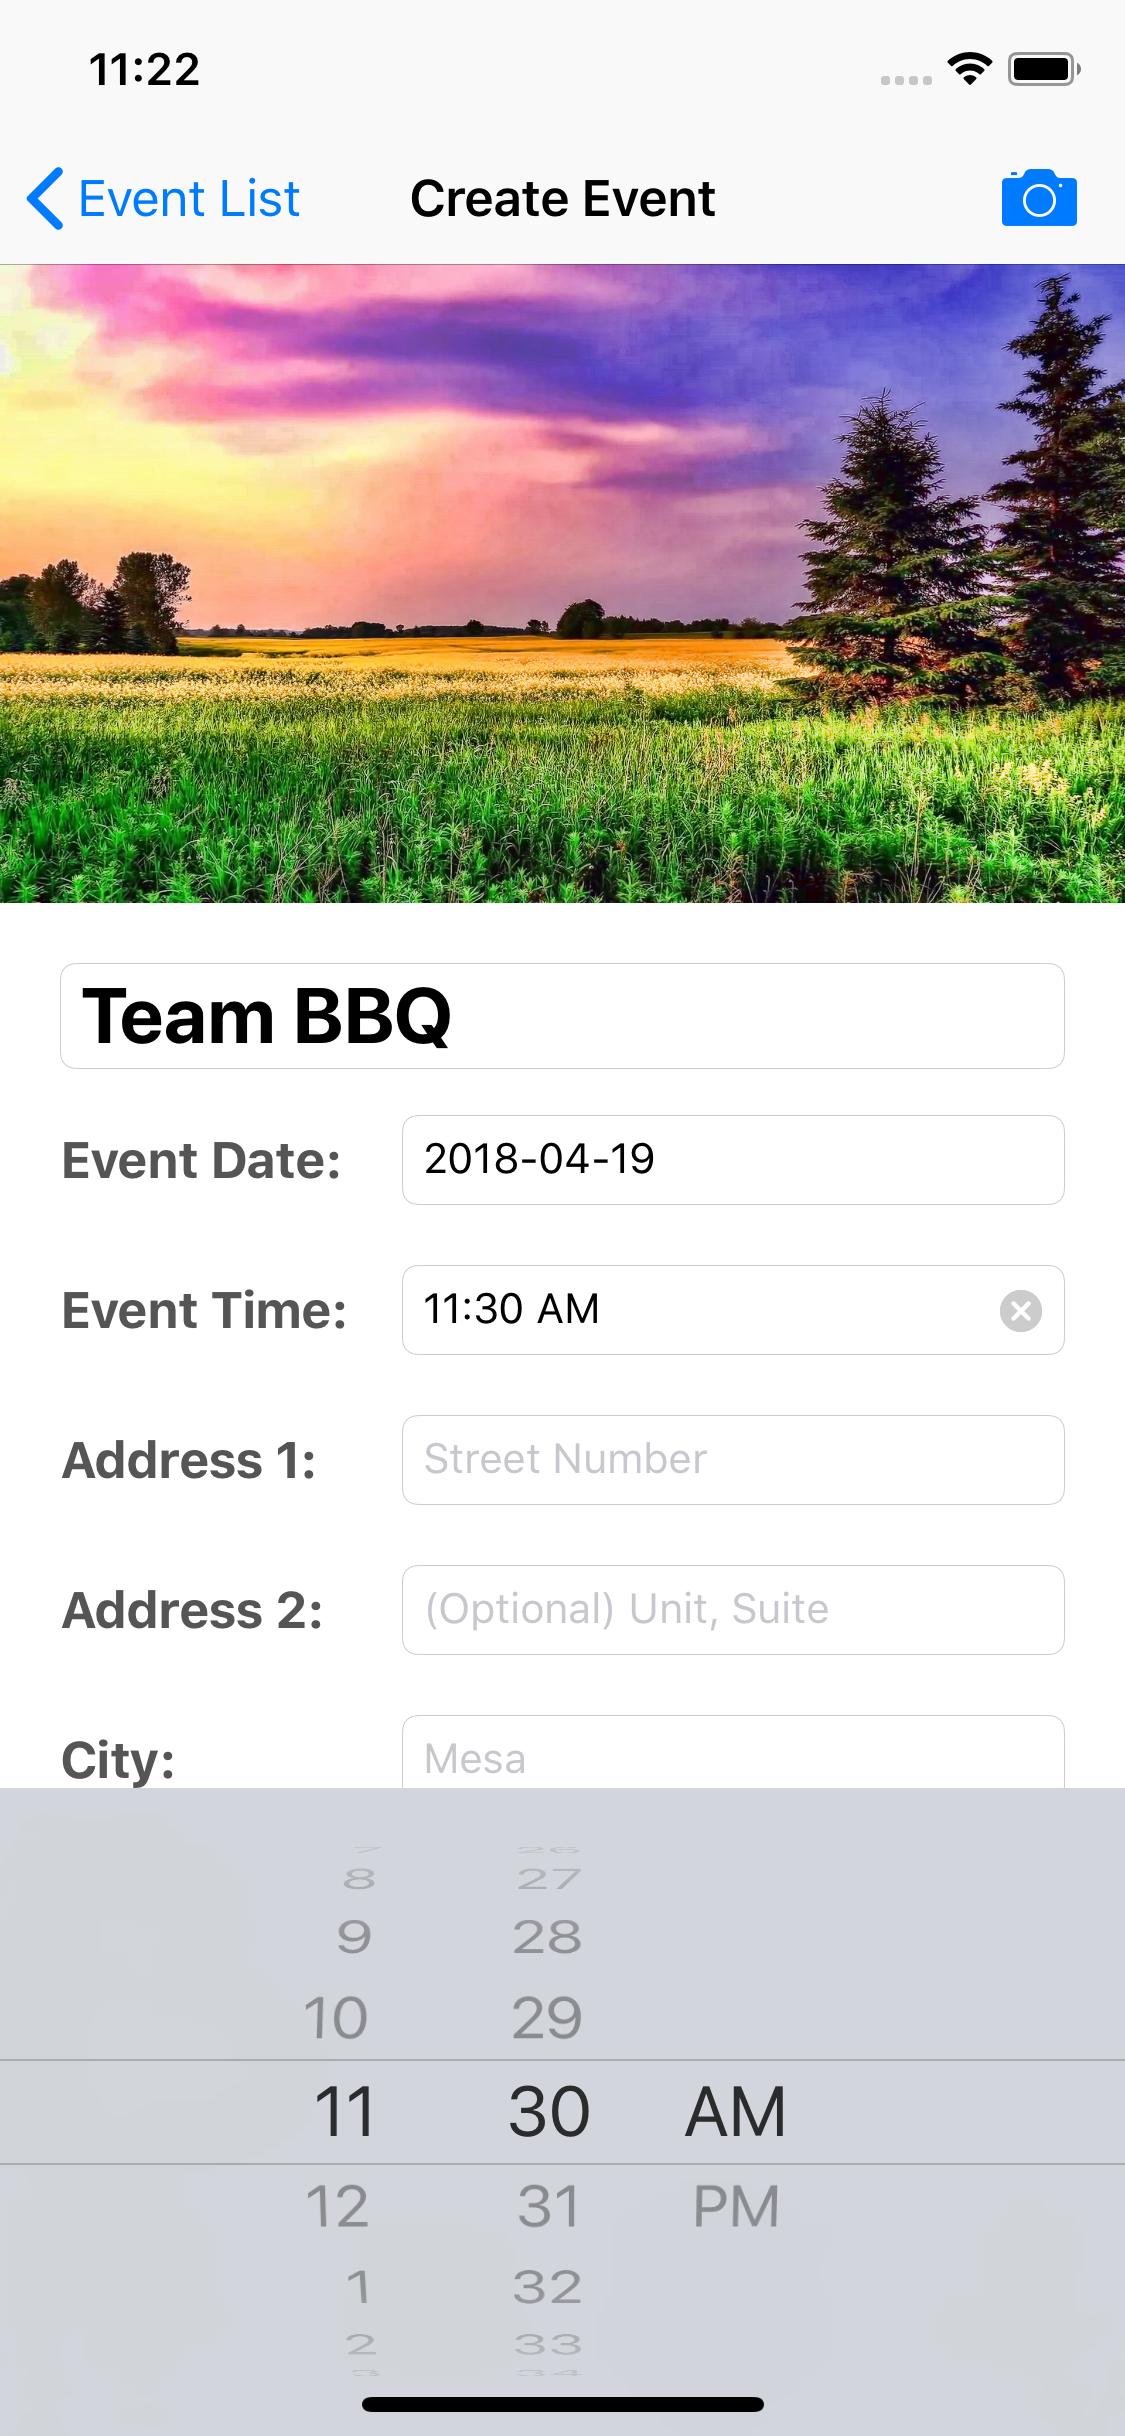 11:22
Event List
Create Event
Team BBQ
Event Date:
2018-04-19
Event Time:
11:30 AM
Address 1:
Street Number
Address 2:
(Optional) Unit, Suite
City:
Mesa
7 26
8 27
9 28
10 29
11 30 AM
12 31 PM
1 32
2 33
3 34